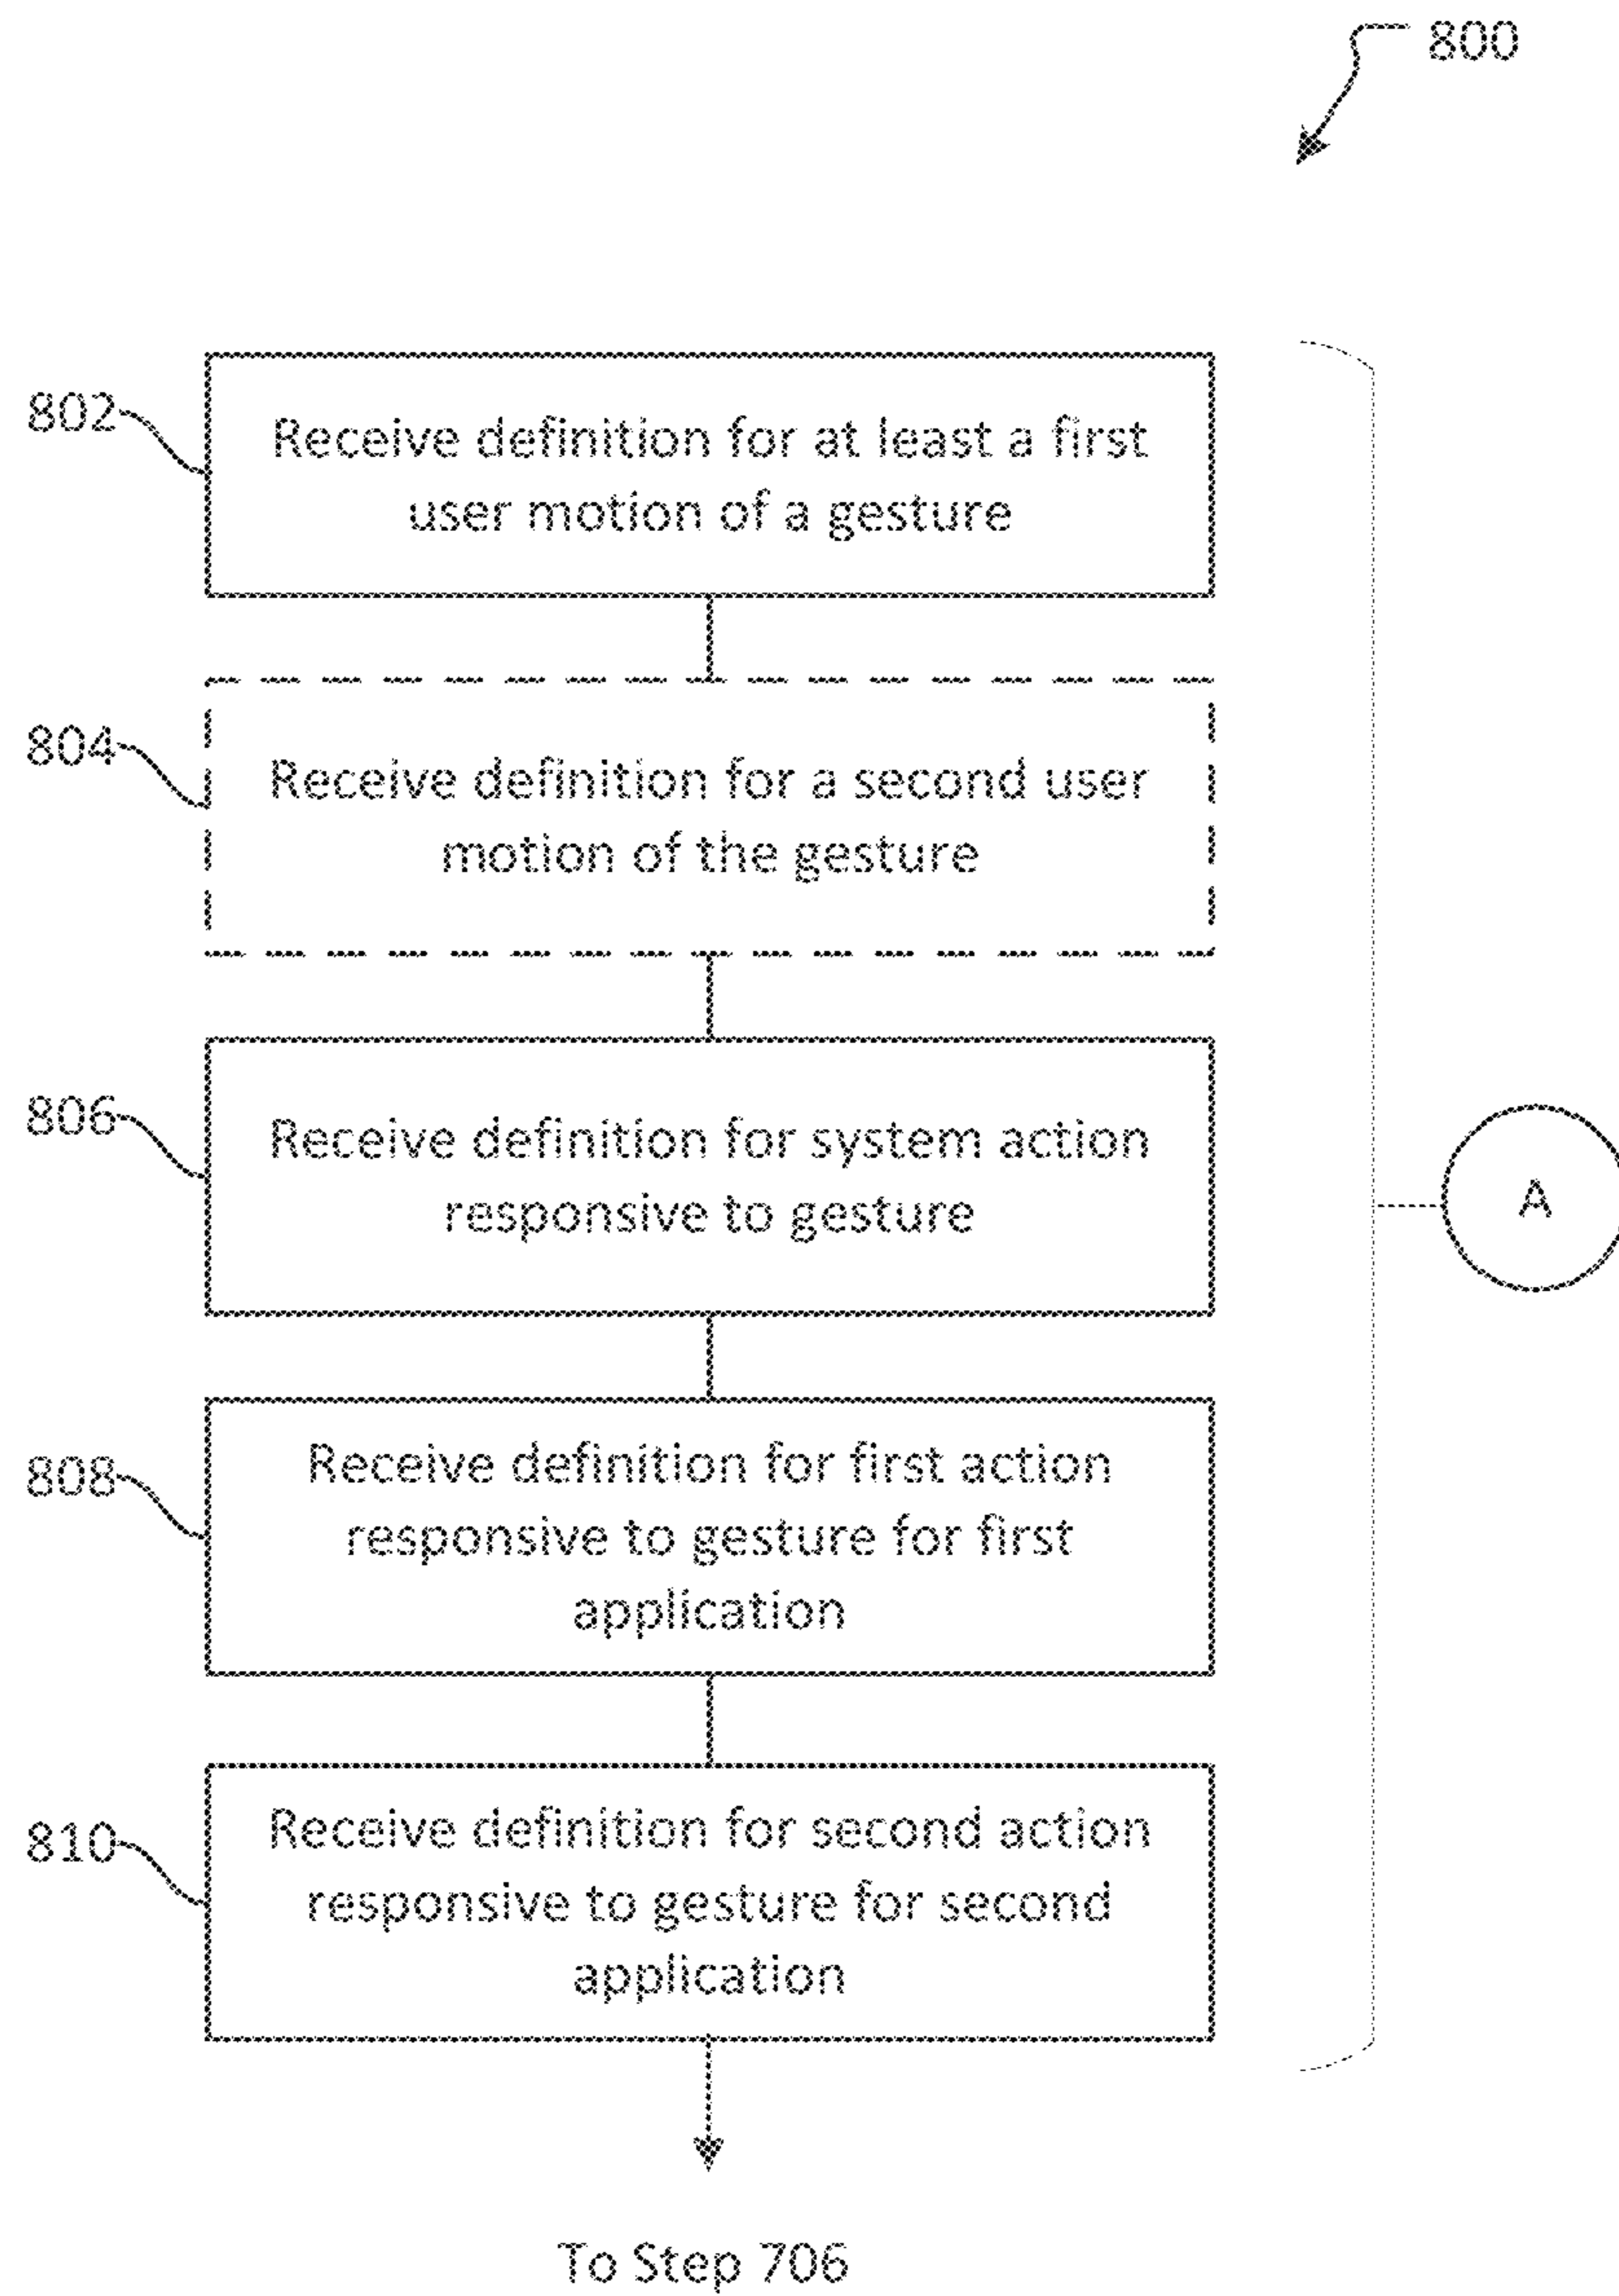 800
802
Receive definition for at least a first
user motion of a gesture
804
Receive definition for a second user
motion of the gesture
806
Receive definition for system action
responsive to gesture
A
808
Receive definition for first action
responsive to gesture for first
application
810
Receive definition for second action
responsive to gesture for second
application
To Step 706